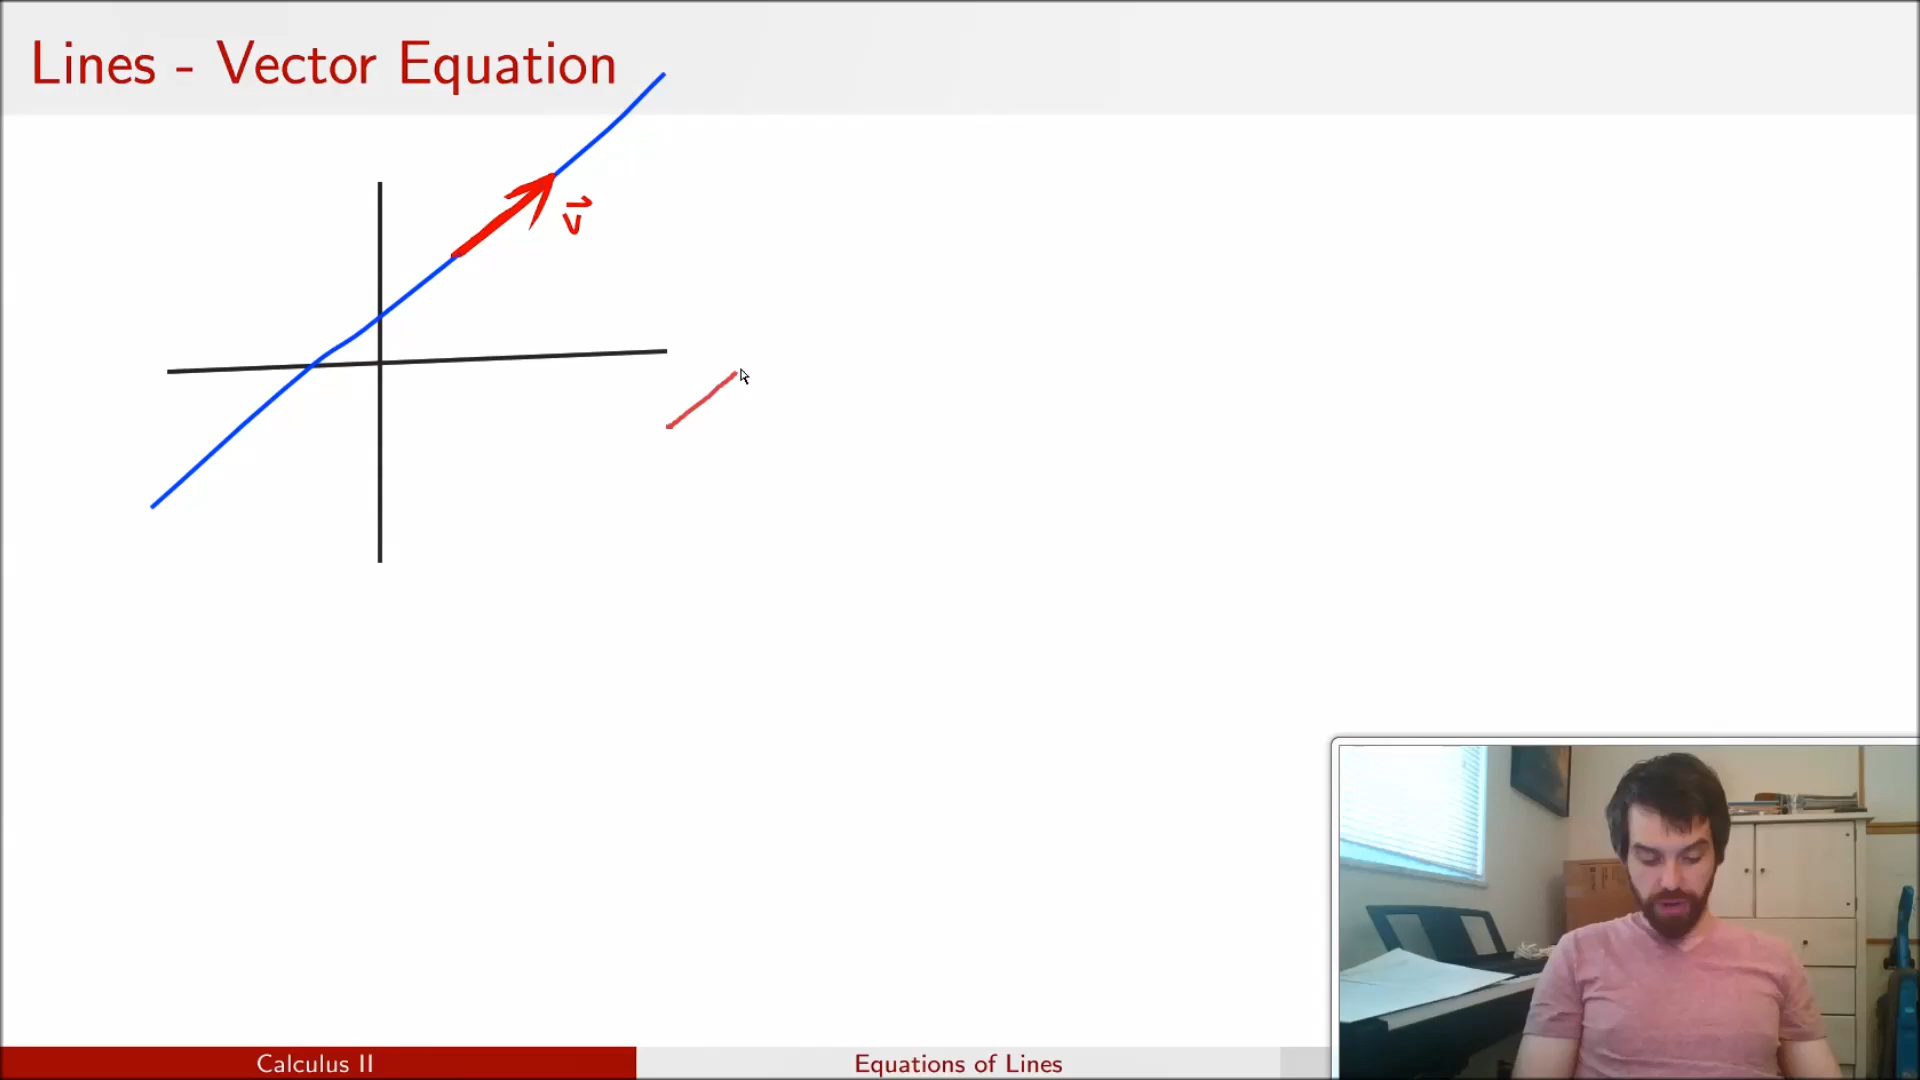 Lines - Vector Equation
v⃗
Calculus II
Equations of Lines